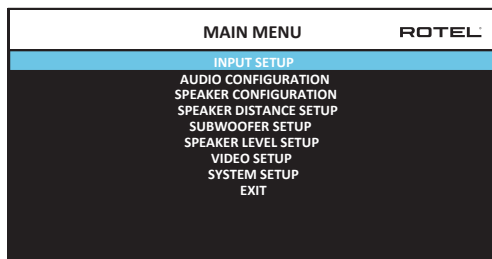 MAIN MENU ROTEL
INPUT SETUP
AUDIO CONFIGURATION
SPEAKER CONFIGURATION
SPEAKER DISTANCE SETUP
SUBWOOFER SETUP
SPEAKER LEVEL SETUP
VIDEO SETUP
SYSTEM SETUP
EXIT